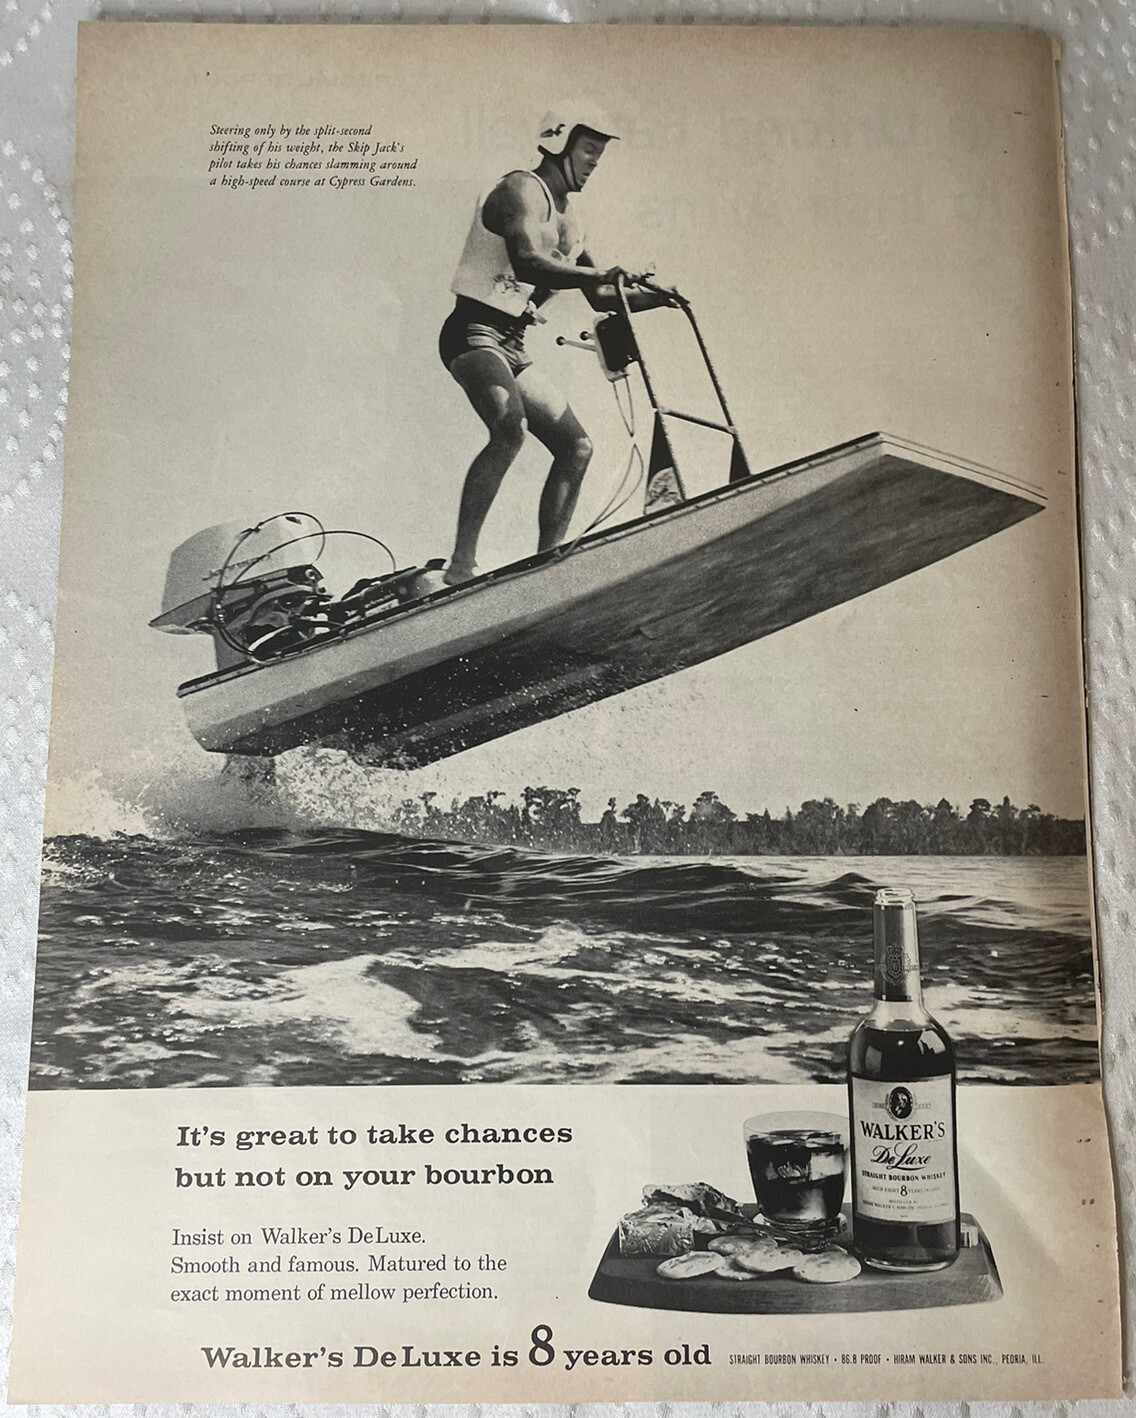 Steering only by the split-second
shifting of his weight, the Skip Jack's
pilot takes his chances slamming around
a high-speed course at Cypress Gardens.
WALKER'S
DeLuxe
STRAIGHT BOURBON WHISKEY
8 YEARS
It's great to take chances
but not on your bourbon
Insist on Walker's DeLuxe.
Smooth and famous. Matured to the
exact moment of mellow perfection.
Walker's DeLuxe is 8 years old
STRAIGHT BOURBON WHISKEY • 86.8 PROOF • HIRAM WALKER & SONS INC., PEORIA, ILL.